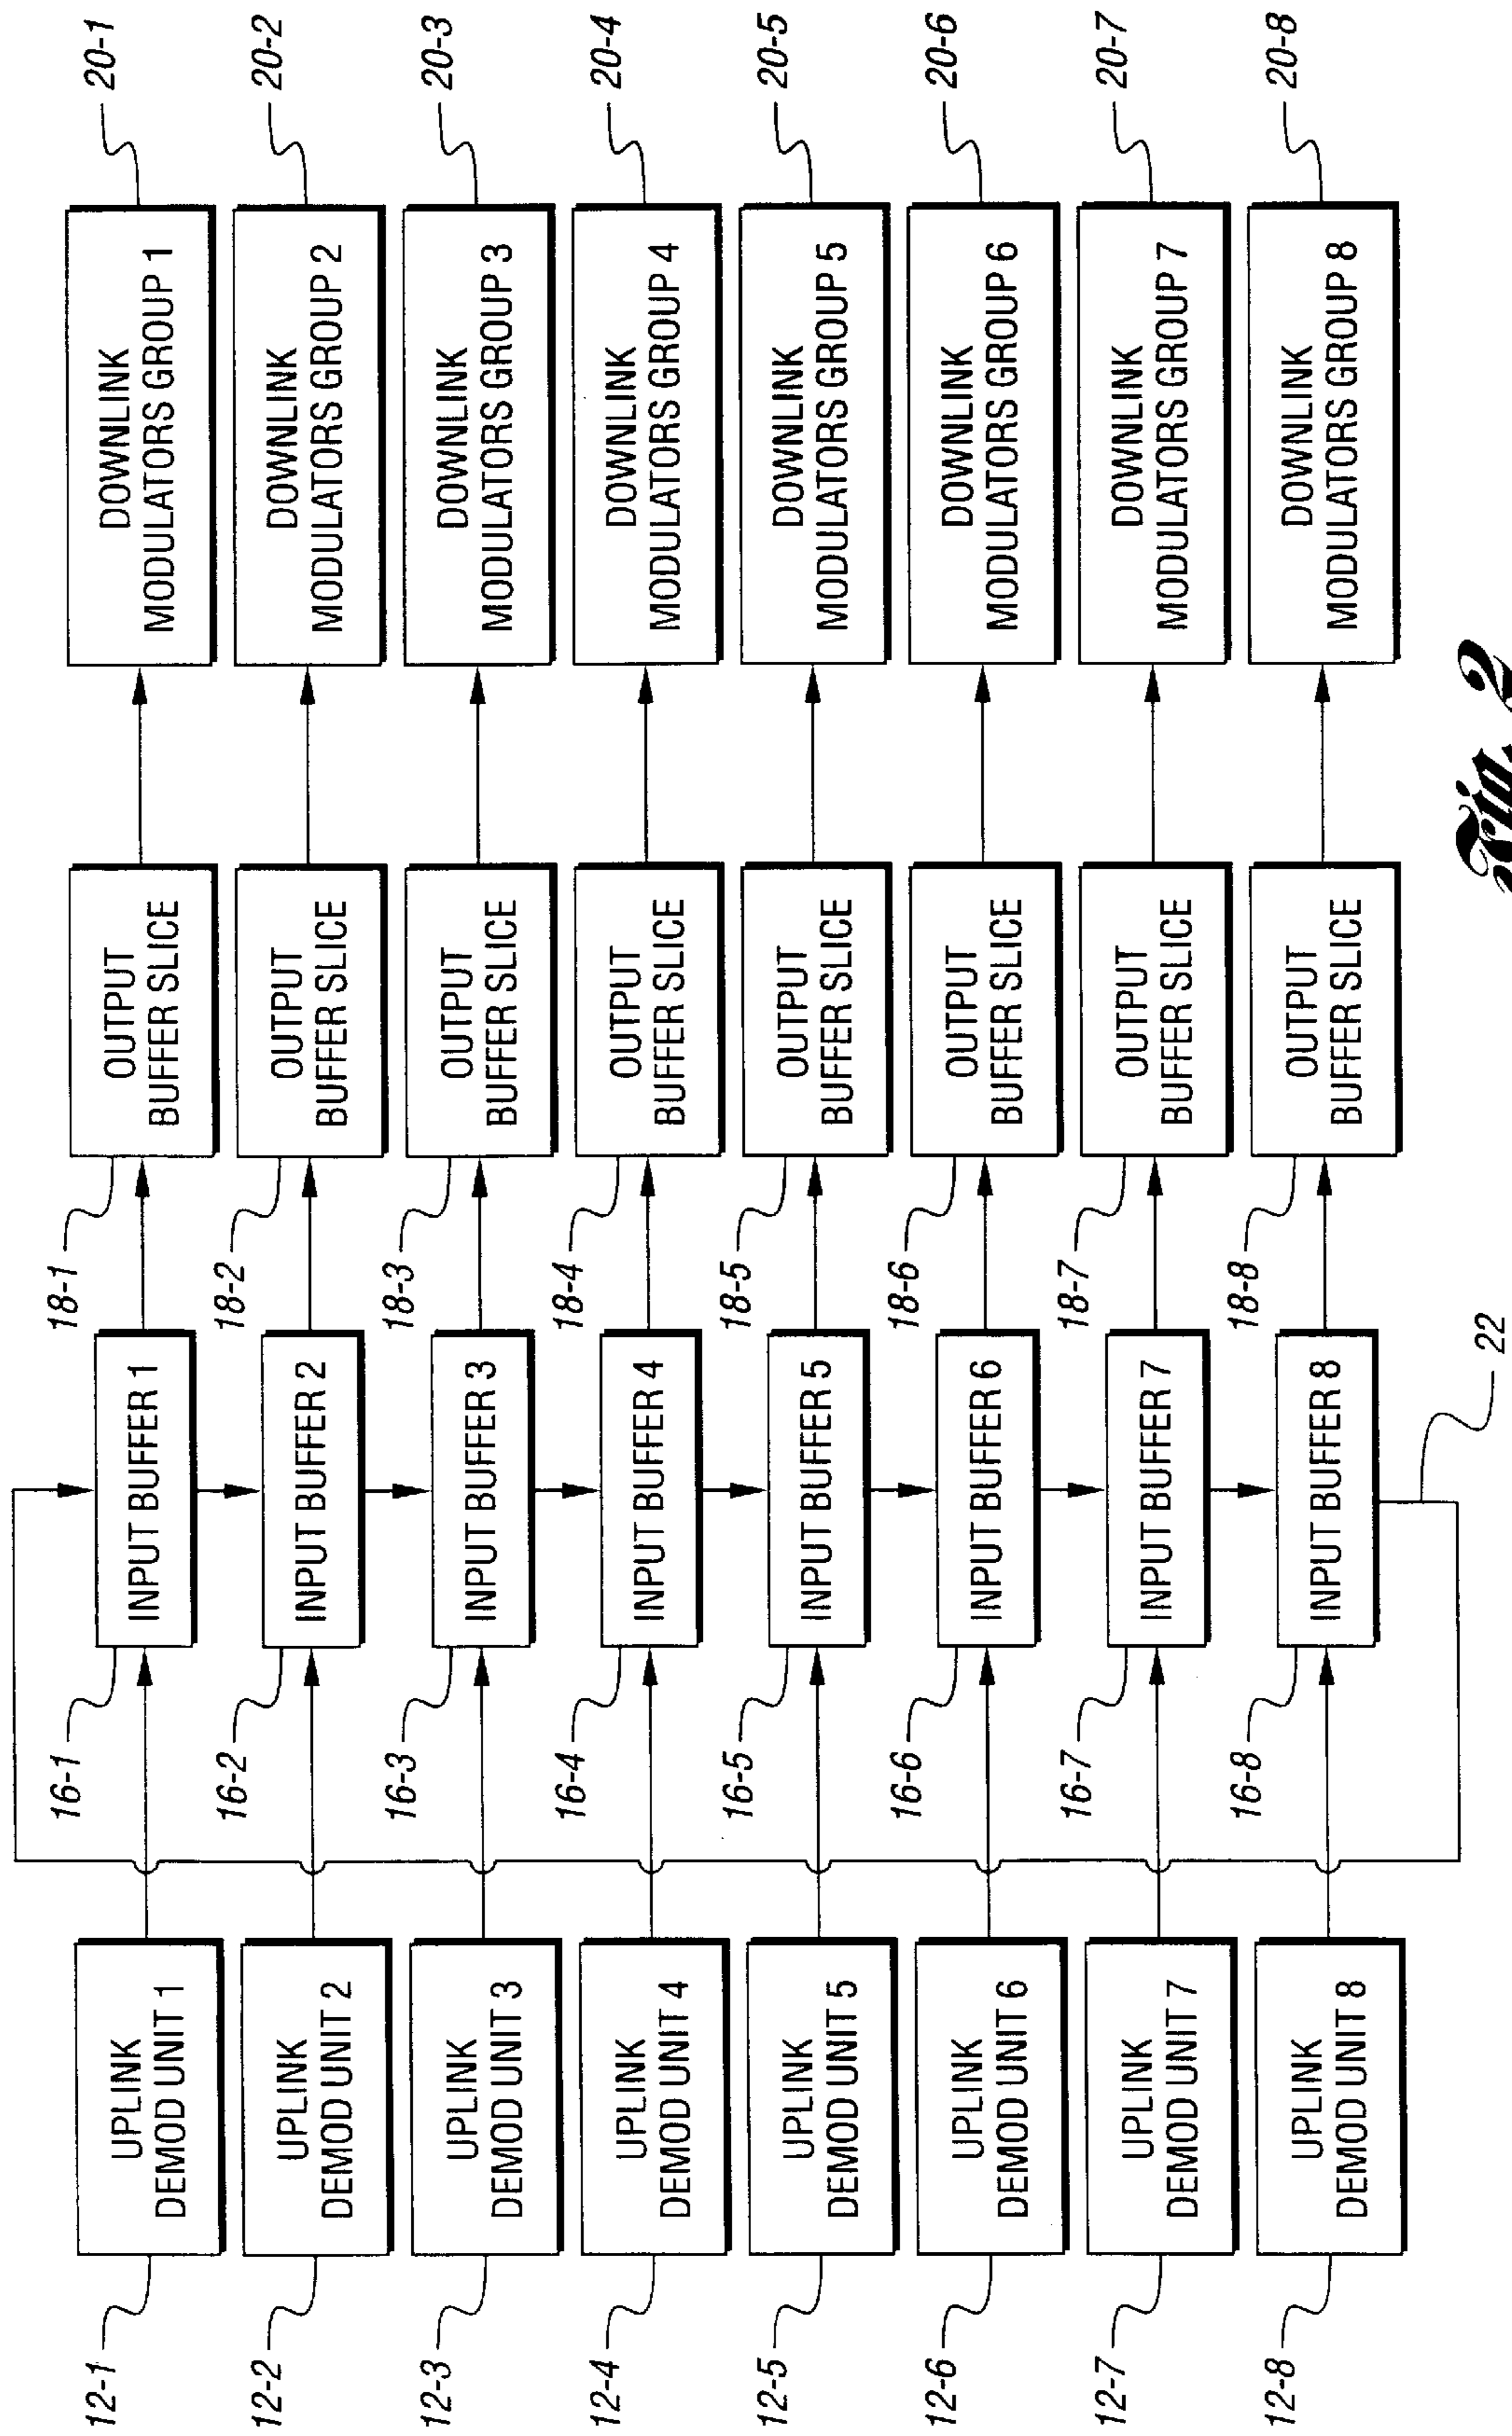 12-1
UPLINK
DEMOD UNIT 1
16-1
INPUT BUFFER 1
18-1
OUTPUT
BUFFER SLICE
DOWNLINK
MODULATORS GROUP 1
20-1
12-2
UPLINK
DEMOD UNIT 2
16-2
INPUT BUFFER 2
18-2
OUTPUT
BUFFER SLICE
DOWNLINK
MODULATORS GROUP 2
20-2
12-3
UPLINK
DEMOD UNIT 3
16-3
INPUT BUFFER 3
18-3
OUTPUT
BUFFER SLICE
DOWNLINK
MODULATORS GROUP 3
20-3
12-4
UPLINK
DEMOD UNIT 4
16-4
INPUT BUFFER 4
18-4
OUTPUT
BUFFER SLICE
DOWNLINK
MODULATORS GROUP 4
20-4
12-5
UPLINK
DEMOD UNIT 5
16-5
INPUT BUFFER 5
18-5
OUTPUT
BUFFER SLICE
DOWNLINK
MODULATORS GROUP 5
20-5
12-6
UPLINK
DEMOD UNIT 6
16-6
INPUT BUFFER 6
18-6
OUTPUT
BUFFER SLICE
DOWNLINK
MODULATORS GROUP 6
20-6
12-7
UPLINK
DEMOD UNIT 7
16-7
INPUT BUFFER 7
18-7
OUTPUT
BUFFER SLICE
DOWNLINK
MODULATORS GROUP 7
20-7
12-8
UPLINK
DEMOD UNIT 8
16-8
INPUT BUFFER 8
18-8
OUTPUT
BUFFER SLICE
DOWNLINK
MODULATORS GROUP 8
20-8
22
Fig. 2